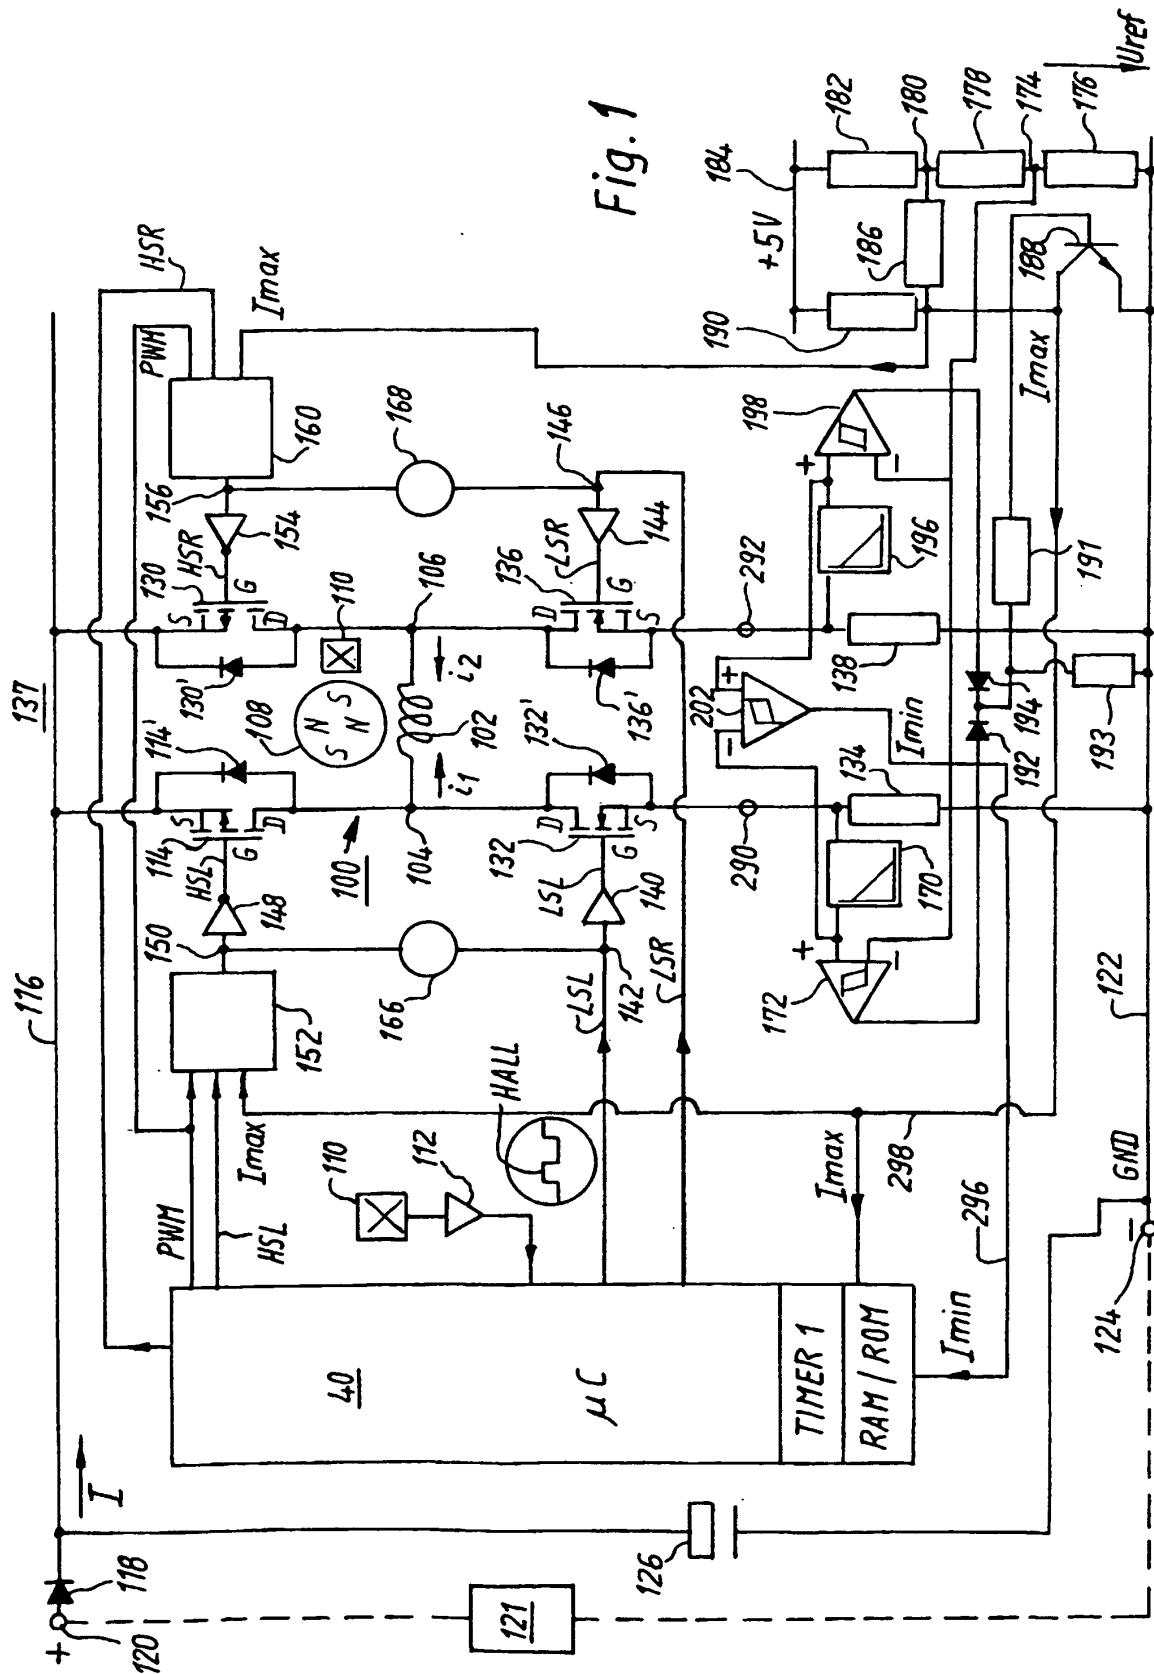 Fig. 1
137
116
HSR
PWM
Imax
160
156
168
146
154
HSR
130
S
G
D
130'
110
106
108
S
N
N
S
i2
102
i1
104
100
114'
114
S
HSL
G
D
148
150
152
166
142
LSL
140
LSL
G
132
D
S
132'
136'
136
D
G
S
LSR
144
LSR
292
290
PWM
HSL
Imax
110
112
HALL
40
µC
TIMER 1
RAM / ROM
Imin
Imax
298
296
I
118
120
+
121
126
124
−
GND
122
172
+
−
170
134
202
−
+
Imin
138
196
198
+
−
192
194
193
191
Imax
188
190
+5V
184
186
182
180
178
174
176
Uref